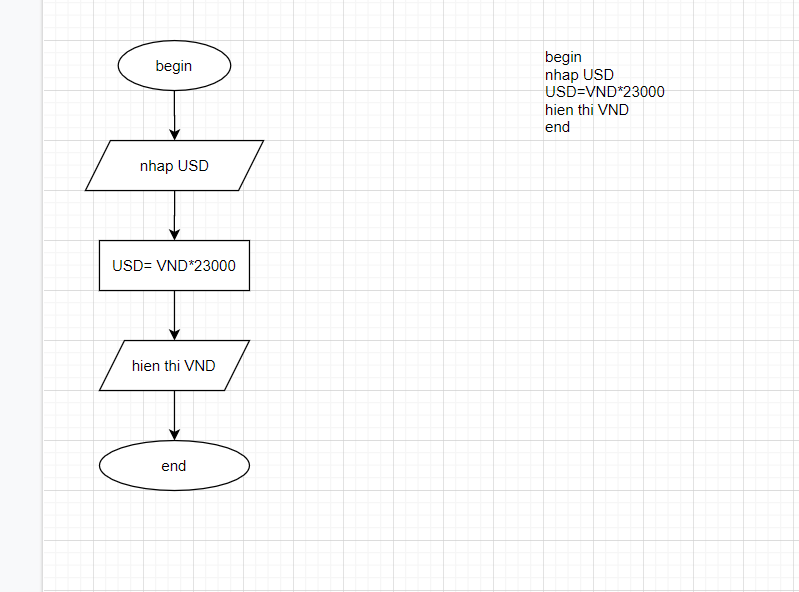 begin
nhap USD
USD= VND*23000
hien thi VND
end
begin
nhap USD
USD=VND*23000
hien thi VND
end